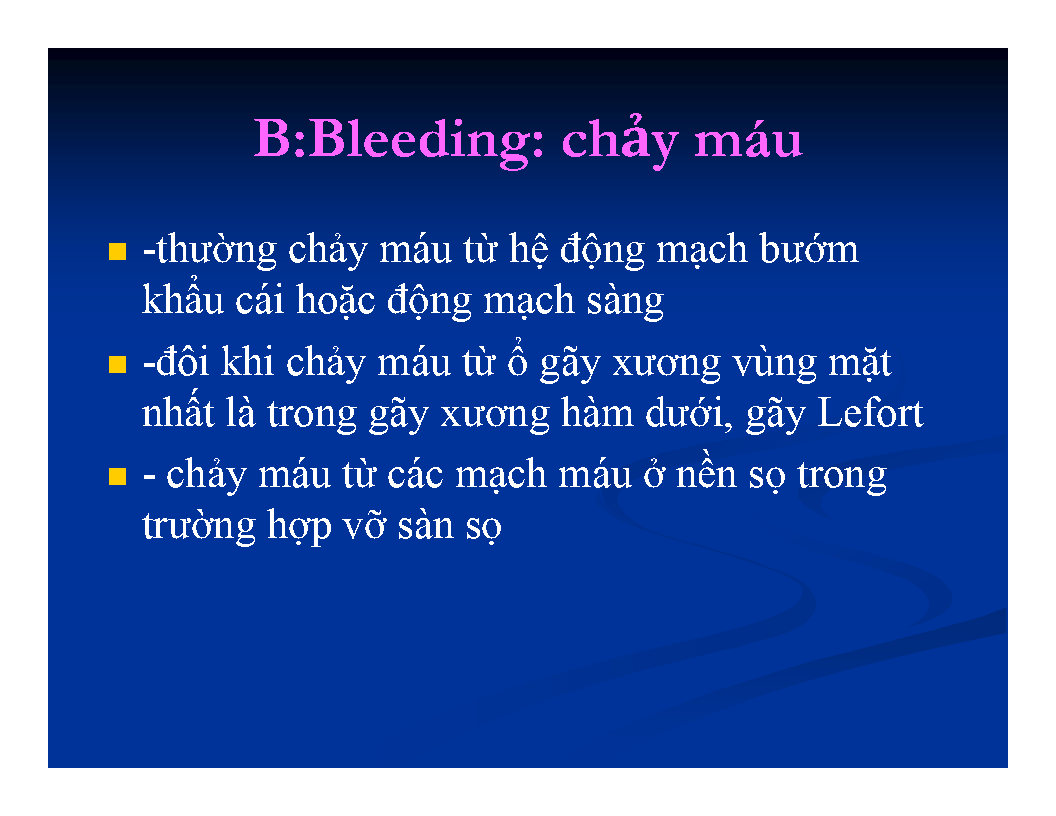 B:Bleeding: chảy máu
-thường chảy máu từ hệ động mạch bướm
khẩu cái hoặc động mạch sàng
-đôi khi chảy máu từ ổ gãy xương vùng mặt
nhất là trong gãy xương hàm dưới, gãy Lefort
- chảy máu từ các mạch máu ở nền sọ trong
trường hợp vỡ sàn sọ